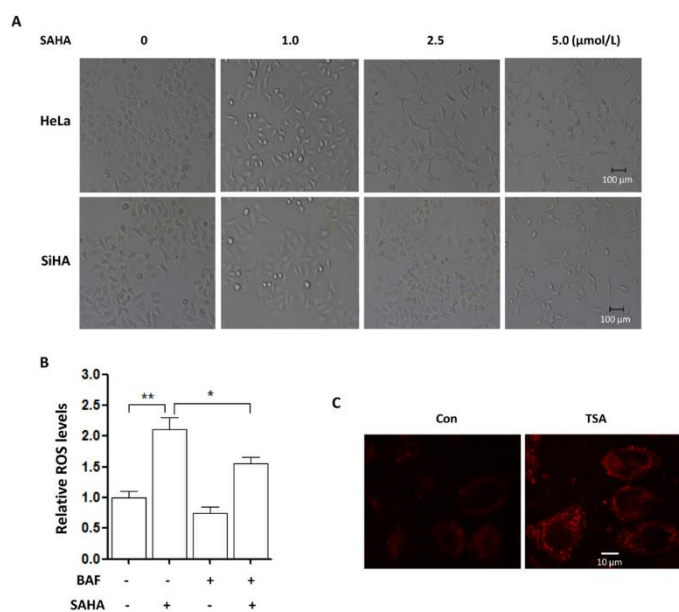 A
SAHA 0 1.0 2.5 5.0 (μmol/L)
HeLa
100 μm
SiHA
100 μm
B
Relative ROS levels
3.0
2.5
2.0
1.5
1.0
0.5
0.0
** *
BAF - - + +
SAHA - + - +
C
Con TSA
10 μm